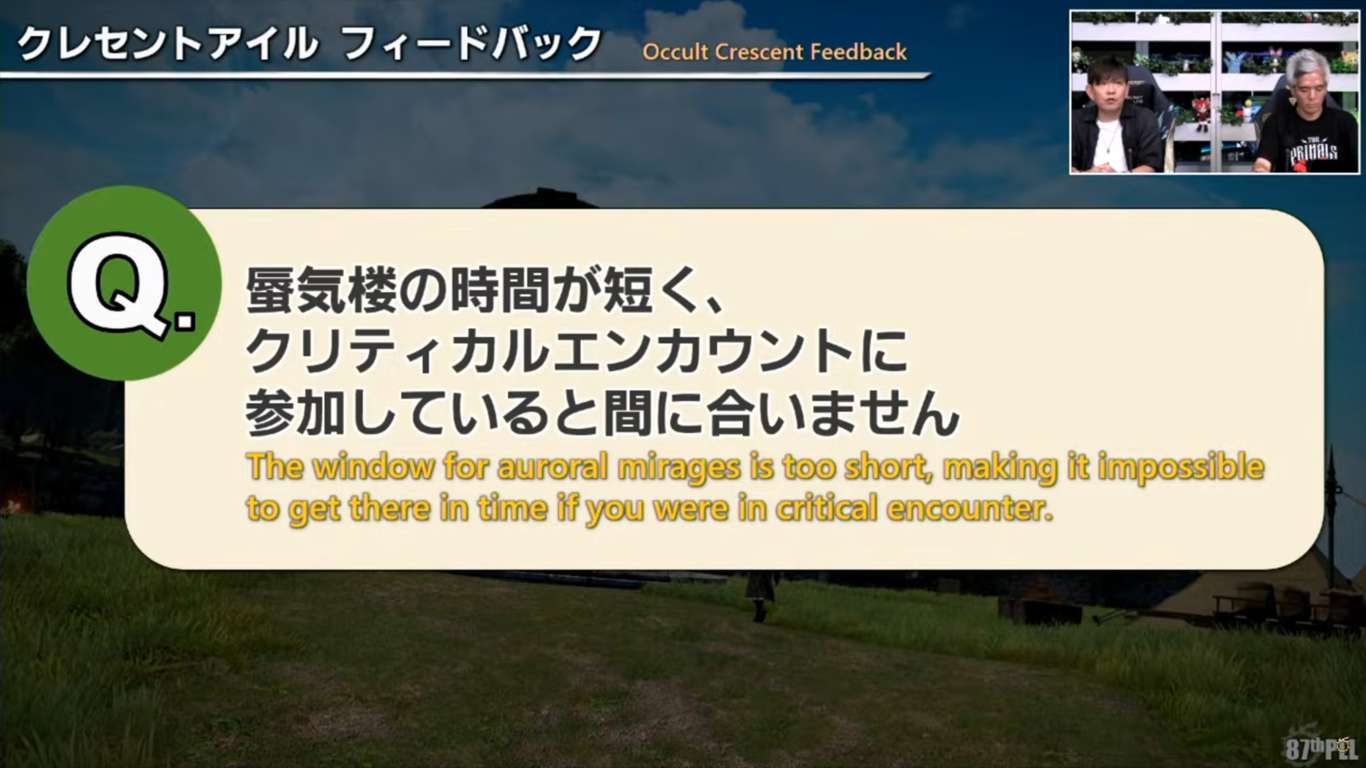 クレセントアイル フィードバック
Occult Crescent Feedback
THE
PRIMALS
Q.
蜃気楼の時間が短く、
クリティカルエンカウントに
参加していると間に合いません
The window for auroral mirages is too short, making it impossible
to get there in time if you were in critical encounter.
87thPLL